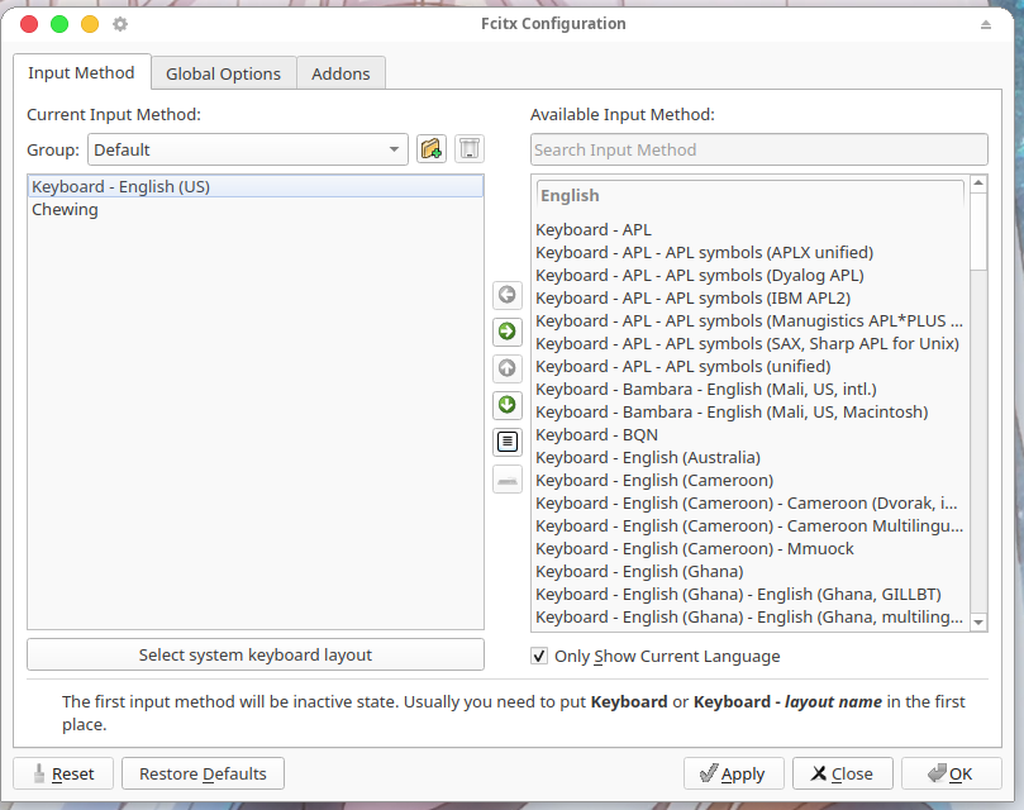 Fcitx Configuration
Input Method
Global Options
Addons
Current Input Method:
Group:
Default
Keyboard - English (US)
Chewing
Select system keyboard layout
Available Input Method:
Search Input Method
English
Keyboard - APL
Keyboard - APL - APL symbols (APLX unified)
Keyboard - APL - APL symbols (Dyalog APL)
Keyboard - APL - APL symbols (IBM APL2)
Keyboard - APL - APL symbols (Manugistics APL*PLUS ...
Keyboard - APL - APL symbols (SAX, Sharp APL for Unix)
Keyboard - APL - APL symbols (unified)
Keyboard - Bambara - English (Mali, US, intl.)
Keyboard - Bambara - English (Mali, US, Macintosh)
Keyboard - BQN
Keyboard - English (Australia)
Keyboard - English (Cameroon)
Keyboard - English (Cameroon) - Cameroon (Dvorak, i...
Keyboard - English (Cameroon) - Cameroon Multilingu...
Keyboard - English (Cameroon) - Mmuock
Keyboard - English (Ghana)
Keyboard - English (Ghana) - English (Ghana, GILLBT)
Keyboard - English (Ghana) - English (Ghana, multiling...
Only Show Current Language
The first input method will be inactive state. Usually you need to put Keyboard or Keyboard - layout name in the first
place.
Reset
Restore Defaults
Apply
Close
OK